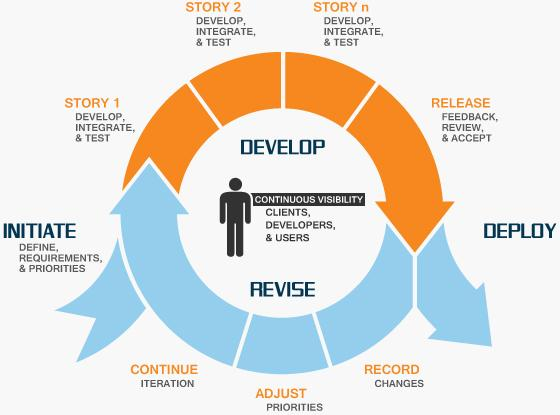 STORY 2
DEVELOP,
INTEGRATE,
& TEST
STORY n
DEVELOP,
INTEGRATE,
& TEST
STORY 1
DEVELOP,
INTEGRATE,
& TEST
RELEASE
FEEDBACK,
REVIEW,
& ACCEPT
DEVELOP
CONTINUOUS VISIBILITY
CLIENTS,
DEVELOPERS,
& USERS
INITIATE
DEFINE,
REQUIREMENTS,
& PRIORITIES
DEPLOY
REVISE
CONTINUE
ITERATION
ADJUST
PRIORITIES
RECORD
CHANGES